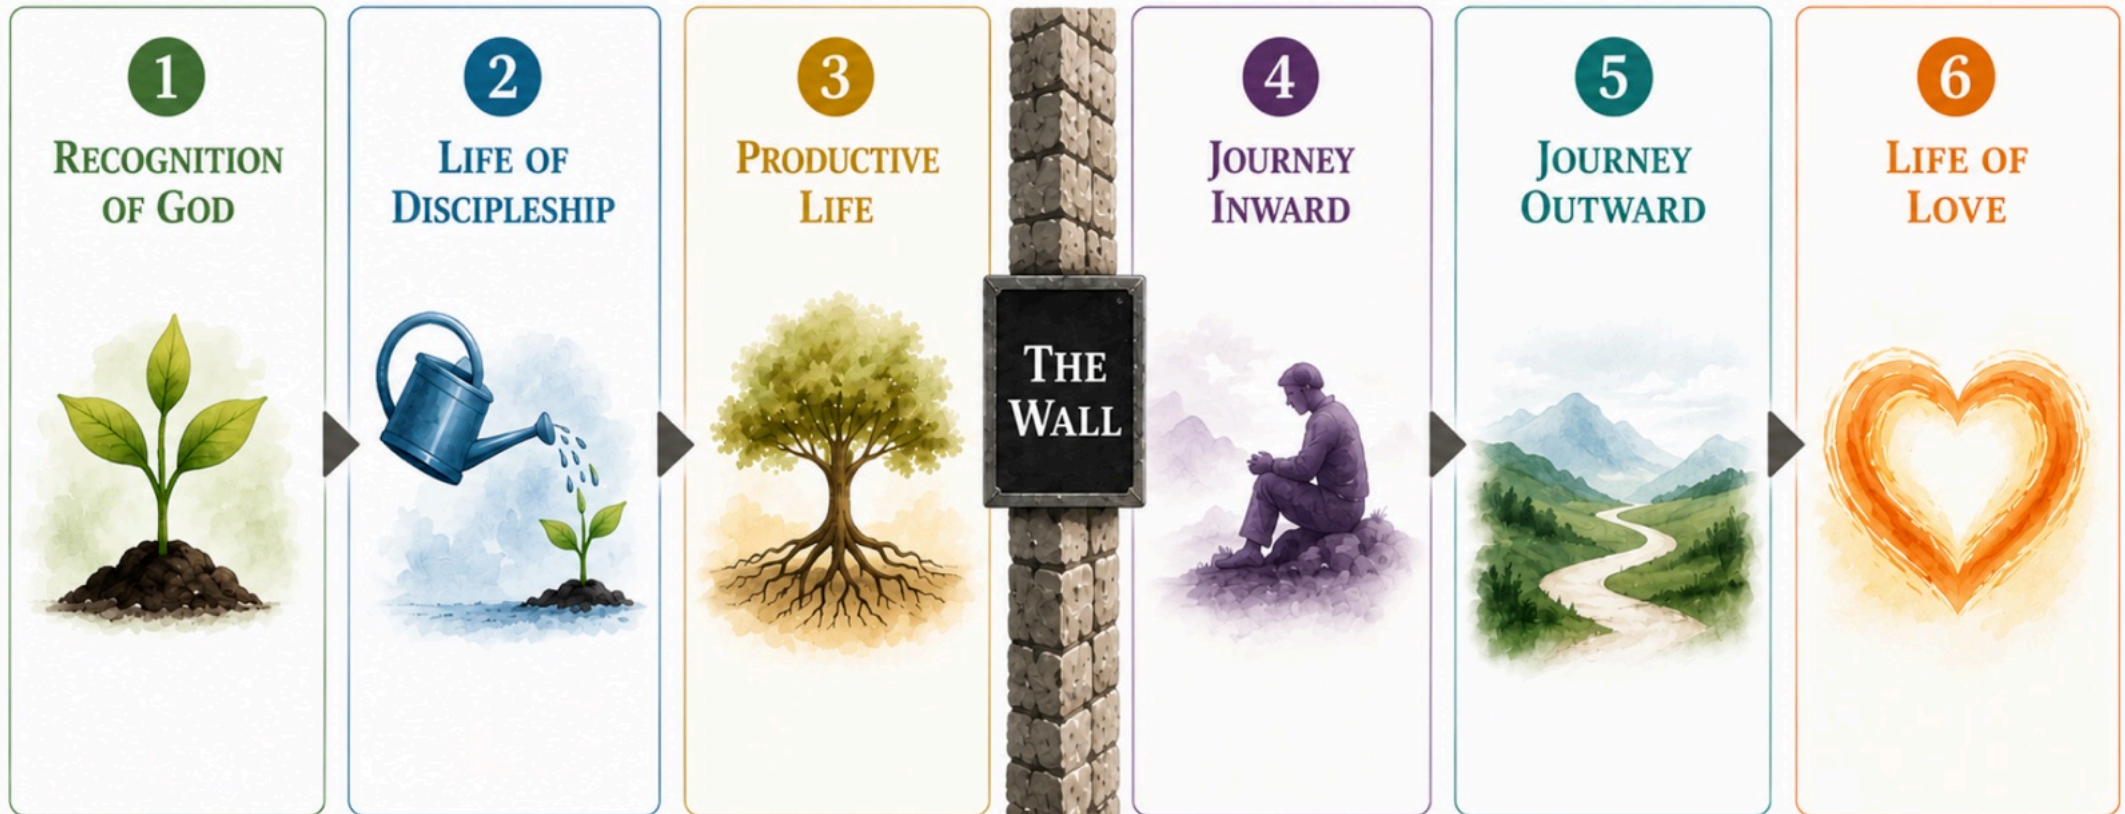 1
Recognition
of God
2
Life of
Discipleship
3
Productive
Life
The
Wall
4
Journey
Inward
5
Journey
Outward
6
Life of
Love